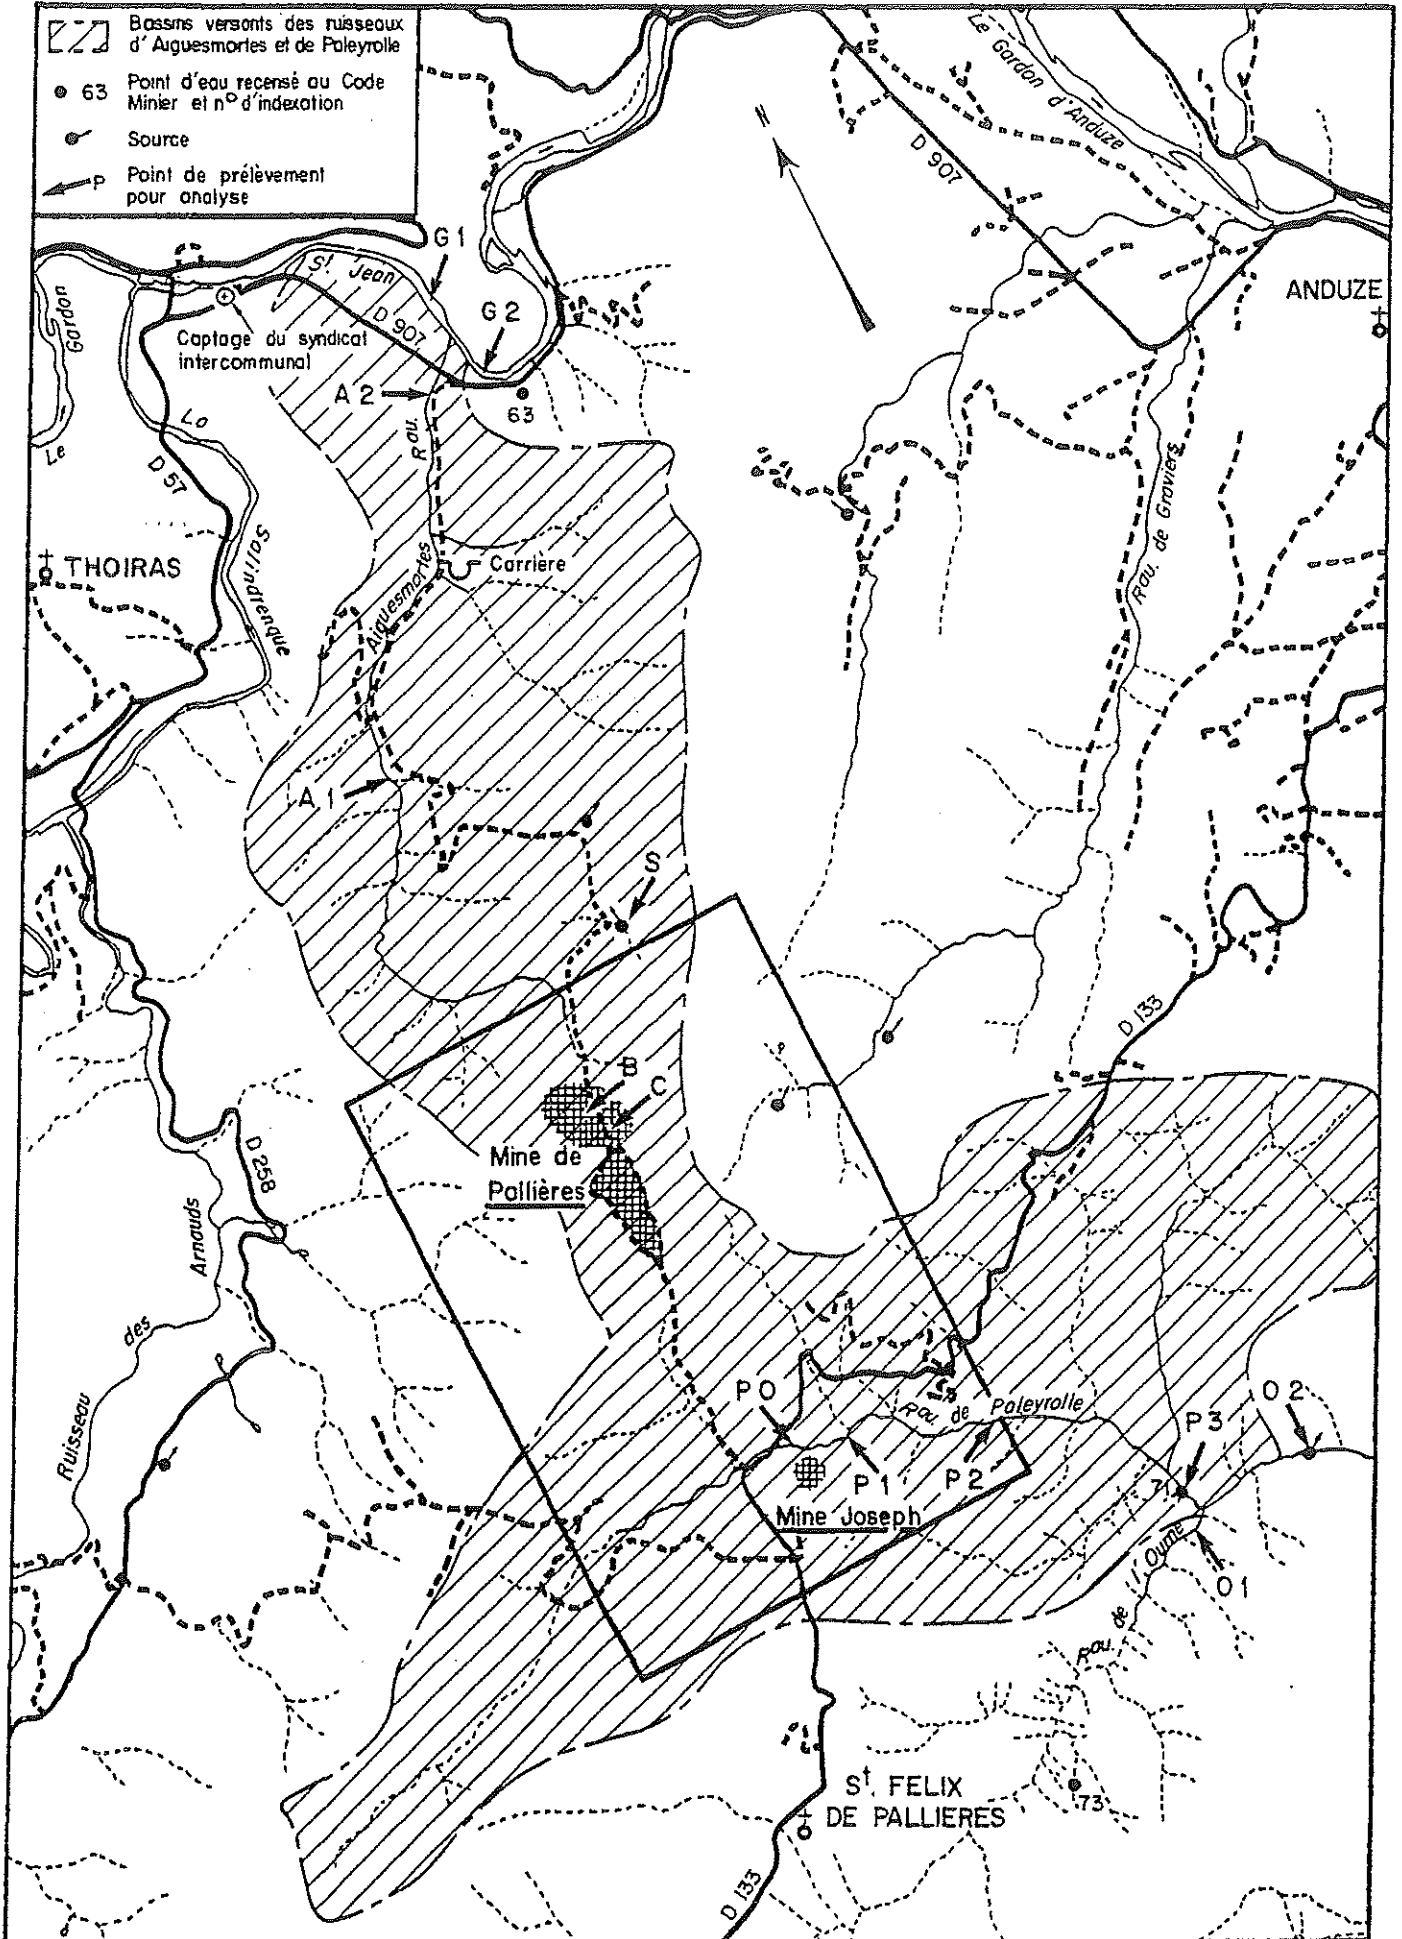 Bassins versants des ruisseaux
d'Aiguesmortes et de Paleyrolle
63 Point d'eau recensé au Code
Minier et n° d'indexation
Source
P Point de prélèvement
pour analyse
Le Gardon d'Anduze
N
D 907
ANDUZE
G 1
St Jean
G 2
D 907
Gardon
Le
Captage du syndicat
intercommunal
A 2
63
La
Salindrenque
D 57
Rau.
Aiguesmortes
Carrière
THOIRAS
Rau. de Graviers
A 1
S
D 133
B
C
Mine de
Pallières
D 258
Ruisseau des Arnauds
P 0
Rau. de Paleyrolle
P 1
P 2
P 3
O 2
71
Mine Joseph
O 1
Rau. de l'Ourne
St. FELIX
DE PALLIERES
73
D 133